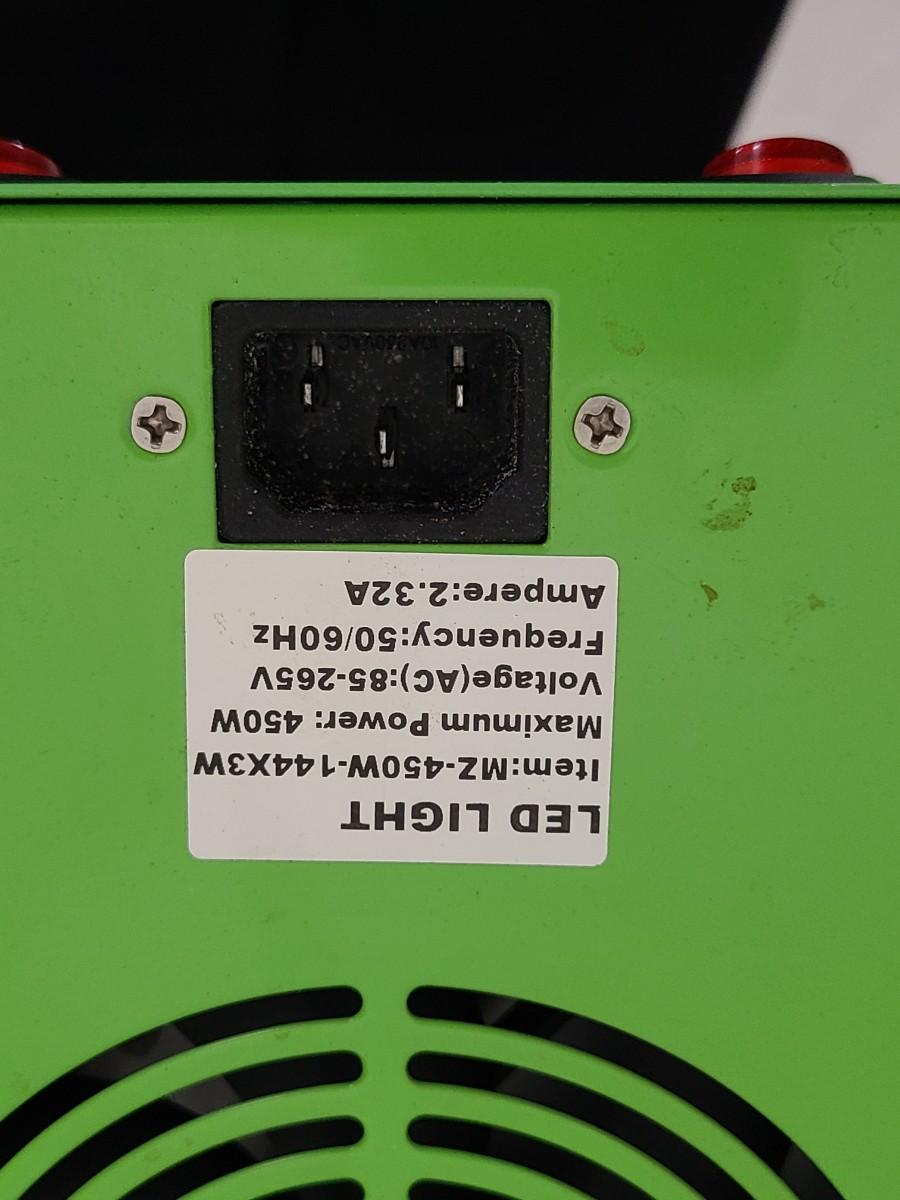 LED LIGHT
Item:MZ-450W-144X3W
Maximum Power: 450W
Voltage(AC):85-265V
Frequency:50/60Hz
Ampere:2.32A